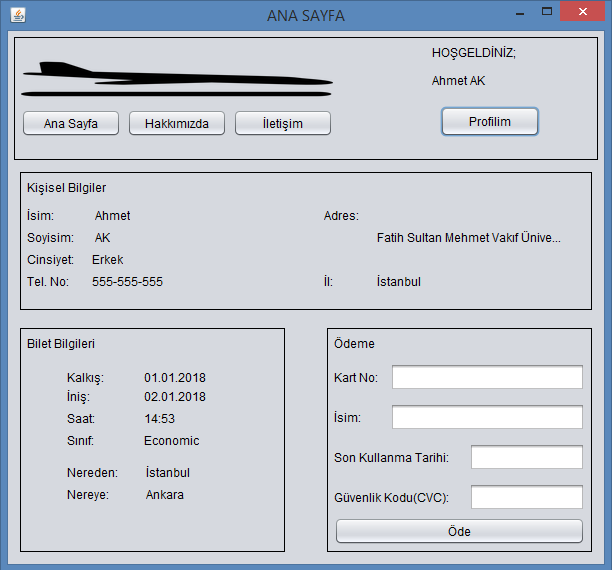 ANA SAYFA
HOŞGELDİNİZ;
Ahmet AK
Ana Sayfa
Hakkımızda
İletişim
Profilim
Kişisel Bilgiler
İsim: Ahmet
Adres:
Soyisim: AK
Fatih Sultan Mehmet Vakıf Ünive...
Cinsiyet: Erkek
Tel. No: 555-555-555
İl: İstanbul
Bilet Bilgileri
Kalkış: 01.01.2018
İniş: 02.01.2018
Saat: 14:53
Sınıf: Economic
Nereden: İstanbul
Nereye: Ankara
Ödeme
Kart No:
İsim:
Son Kullanma Tarihi:
Güvenlik Kodu(CVC):
Öde